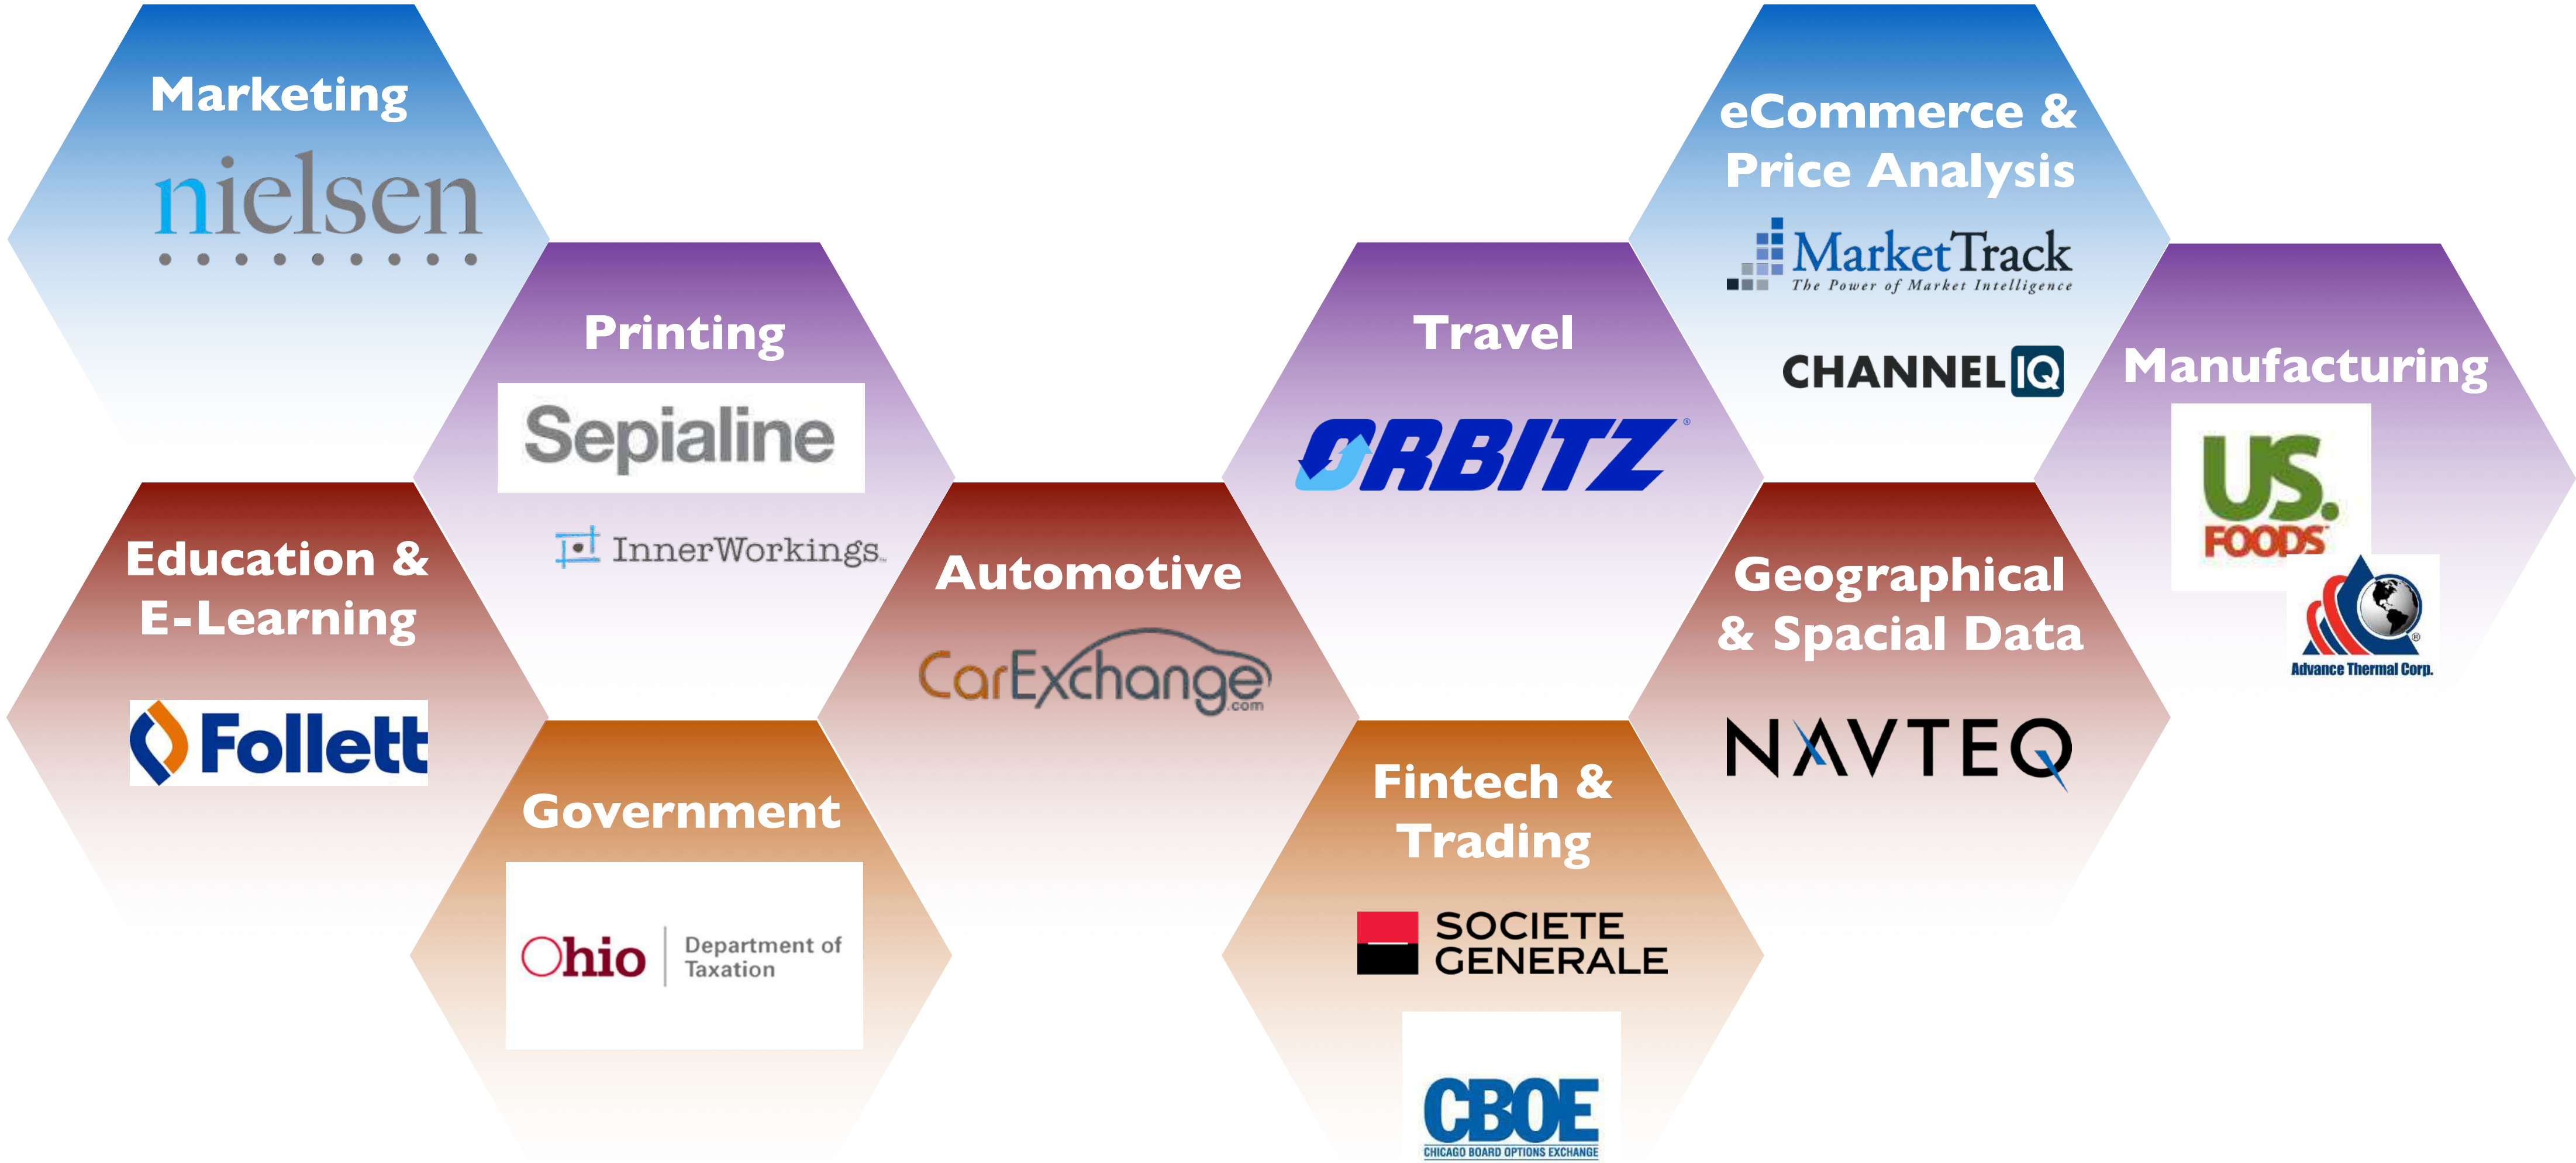 Marketing
nielsen
Printing
Sepialine
InnerWorkings™
Education &
E-Learning
Follett
Government
Ohio
Department of
Taxation
Automotive
CarExchange
.com
Travel
ORBITZ®
eCommerce &
Price Analysis
MarketTrack
The Power of Market Intelligence
CHANNEL IQ
Manufacturing
US.
FOODS™
Advance Thermal Corp.
®
Geographical
& Spacial Data
NAVTEQ
Fintech &
Trading
SOCIETE
GENERALE
CBOE
CHICAGO BOARD OPTIONS EXCHANGE